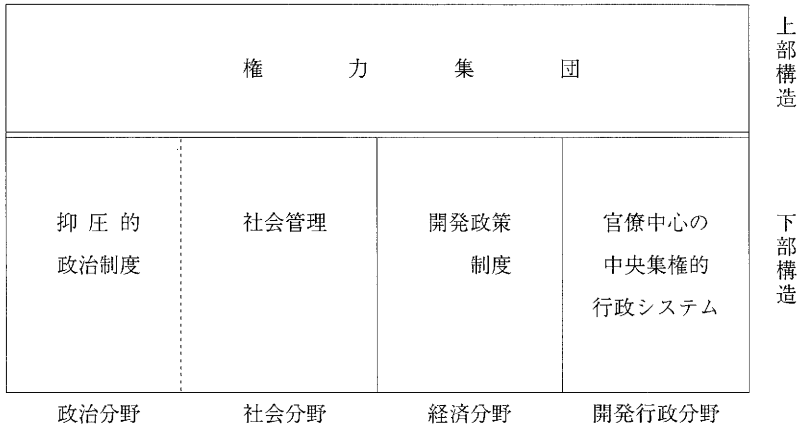 権力集団
上部構造
抑圧的
政治制度
社会管理
開発政策
制度
官僚中心の
中央集権的
行政システム
下部構造
政治分野
社会分野
経済分野
開発行政分野